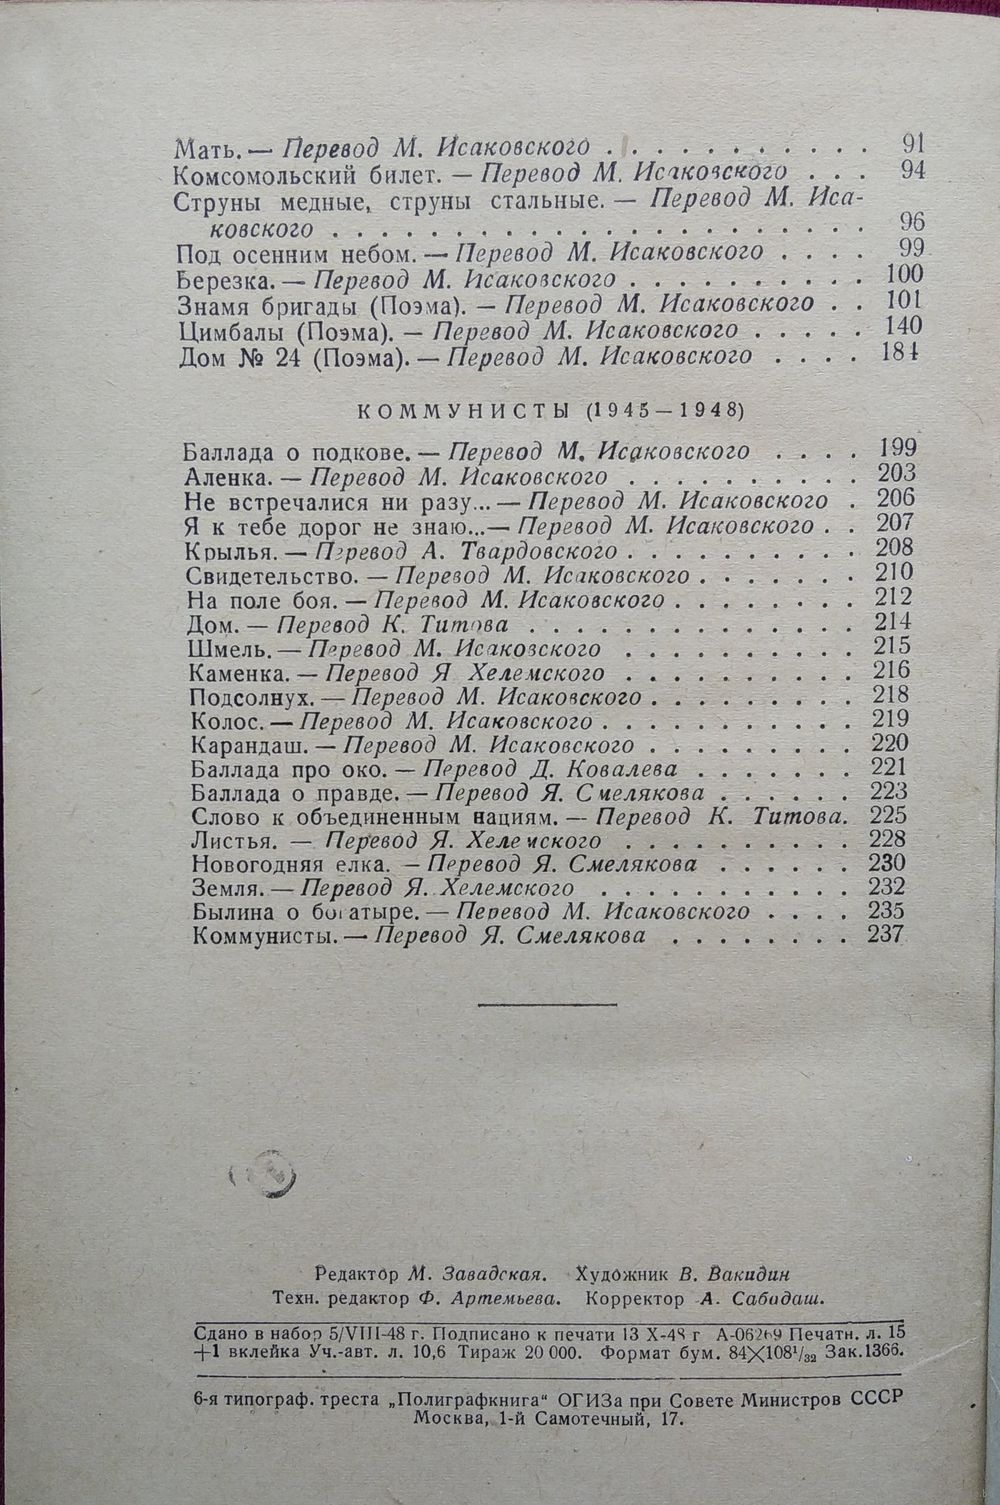 Мать. — Перевод М. Исаковского . . . . . . . . . . . 91
Комсомольский билет. — Перевод М. Исаковского . . . 94
Струны медные, струны стальные. — Перевод М. Иса-
ковского . . . . . . . . . . . . . . . . . . . . . . 96
Под осенним небом. — Перевод М. Исаковского . . . . 99
Березка. — Перевод М. Исаковского . . . . . . . . . . 100
Знамя бригады (Поэма). — Перевод М. Исаковского . . 101
Цимбалы (Поэма). — Перевод М. Исаковского . . . . . 140
Дом № 24 (Поэма). — Перевод М. Исаковского . . . . 184
КОММУНИСТЫ (1945—1948)
Баллада о подкове. — Перевод М. Исаковского . . . . 199
Аленка. — Перевод М. Исаковского . . . . . . . . . . 203
Не встречалися ни разу... — Перевод М. Исаковского . 206
Я к тебе дорог не знаю... — Перевод М. Исаковского . . 207
Крылья. — Перевод А. Твардовского . . . . . . . . . . 208
Свидетельство. — Перевод М. Исаковского . . . . . . . 210
На поле боя. — Перевод М. Исаковского . . . . . . . . 212
Дом. — Перевод К. Титова . . . . . . . . . . . . . . 214
Шмель. — Перевод М. Исаковского . . . . . . . . . . 215
Каменка. — Перевод Я Хелемского . . . . . . . . . . 216
Подсолнух. — Перевод М. Исаковского . . . . . . . . . 218
Колос. — Перевод М. Исаковского . . . . . . . . . . . 219
Карандаш. — Перевод М. Исаковского . . . . . . . . . 220
Баллада про око. — Перевод Д. Ковалева . . . . . . . 221
Баллада о правде. — Перевод Я. Смелякова . . . . . . 223
Слово к объединенным нациям. — Перевод К. Титова. 225
Листья. — Перевод Я. Хелемского . . . . . . . . . . 228
Новогодняя елка. — Перевод Я. Смелякова . . . . . . 230
Земля. — Перевод Я. Хелемского . . . . . . . . . . . 232
Былина о богатыре. — Перевод М. Исаковского . . . . 235
Коммунисты. — Перевод Я. Смелякова . . . . . . . . 237
Редактор М. Завадская. Художник В. Вакидин
Техн. редактор Ф. Артемьева. Корректор А. Сабадаш.
Сдано в набор 5/VIII-48 г. Подписано к печати 13 X-48 г А-06269 Печатн. л. 15
+1 вклейка Уч.-авт. л. 10,6 Тираж 20 000. Формат бум. 84×108¹/₃₂ Зак.1366.
6-я типограф. треста „Полиграфкнига“ ОГИЗа при Совете Министров СССР
Москва, 1-й Самотечный, 17.